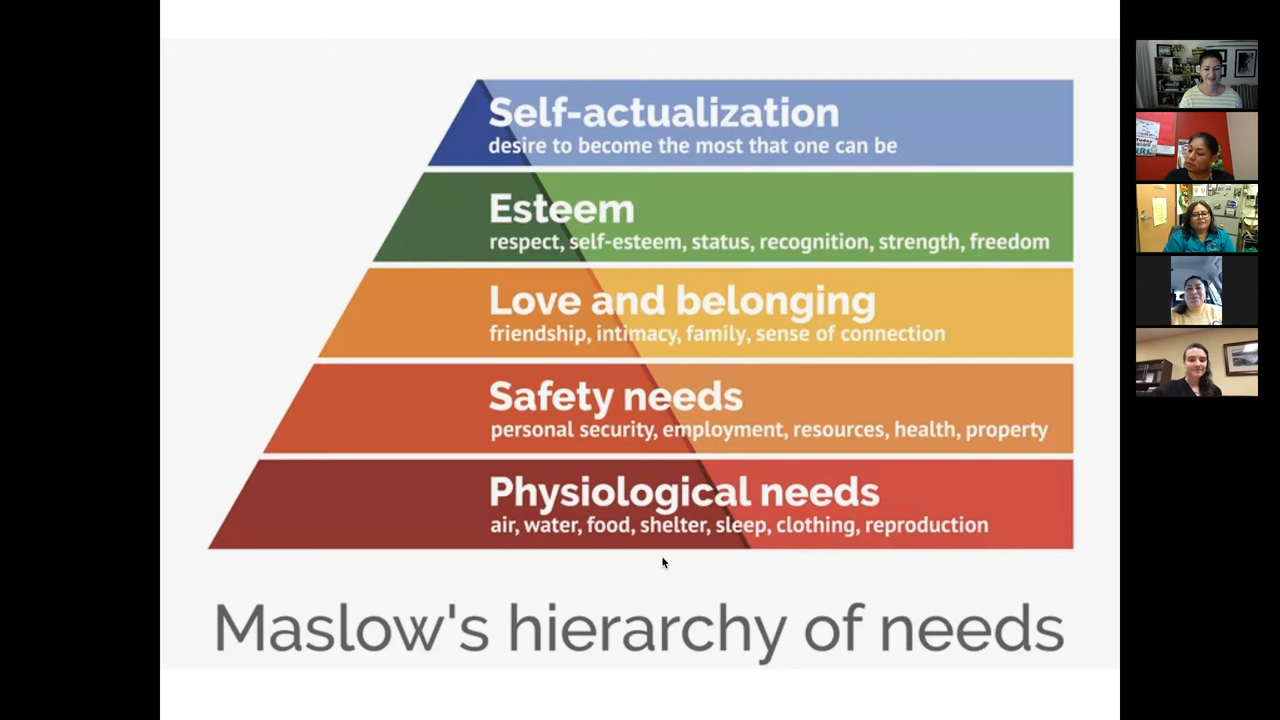 Self-actualization
desire to become the most that one can be
Esteem
respect, self-esteem, status, recognition, strength, freedom
Love and belonging
friendship, intimacy, family, sense of connection
Safety needs
personal security, employment, resources, health, property
Physiological needs
air, water, food, shelter, sleep, clothing, reproduction
Maslow's hierarchy of needs